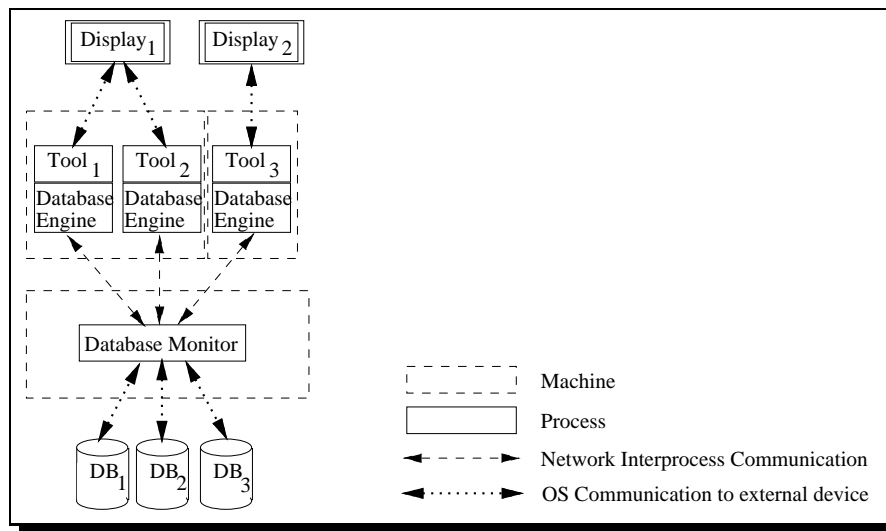 Display1 Display2
Tool1 Tool2 Tool3
Database Engine Database Engine Database Engine
Database Monitor
Machine
Process
DB1 DB2 DB3
Network Interprocess Communication
OS Communication to external device